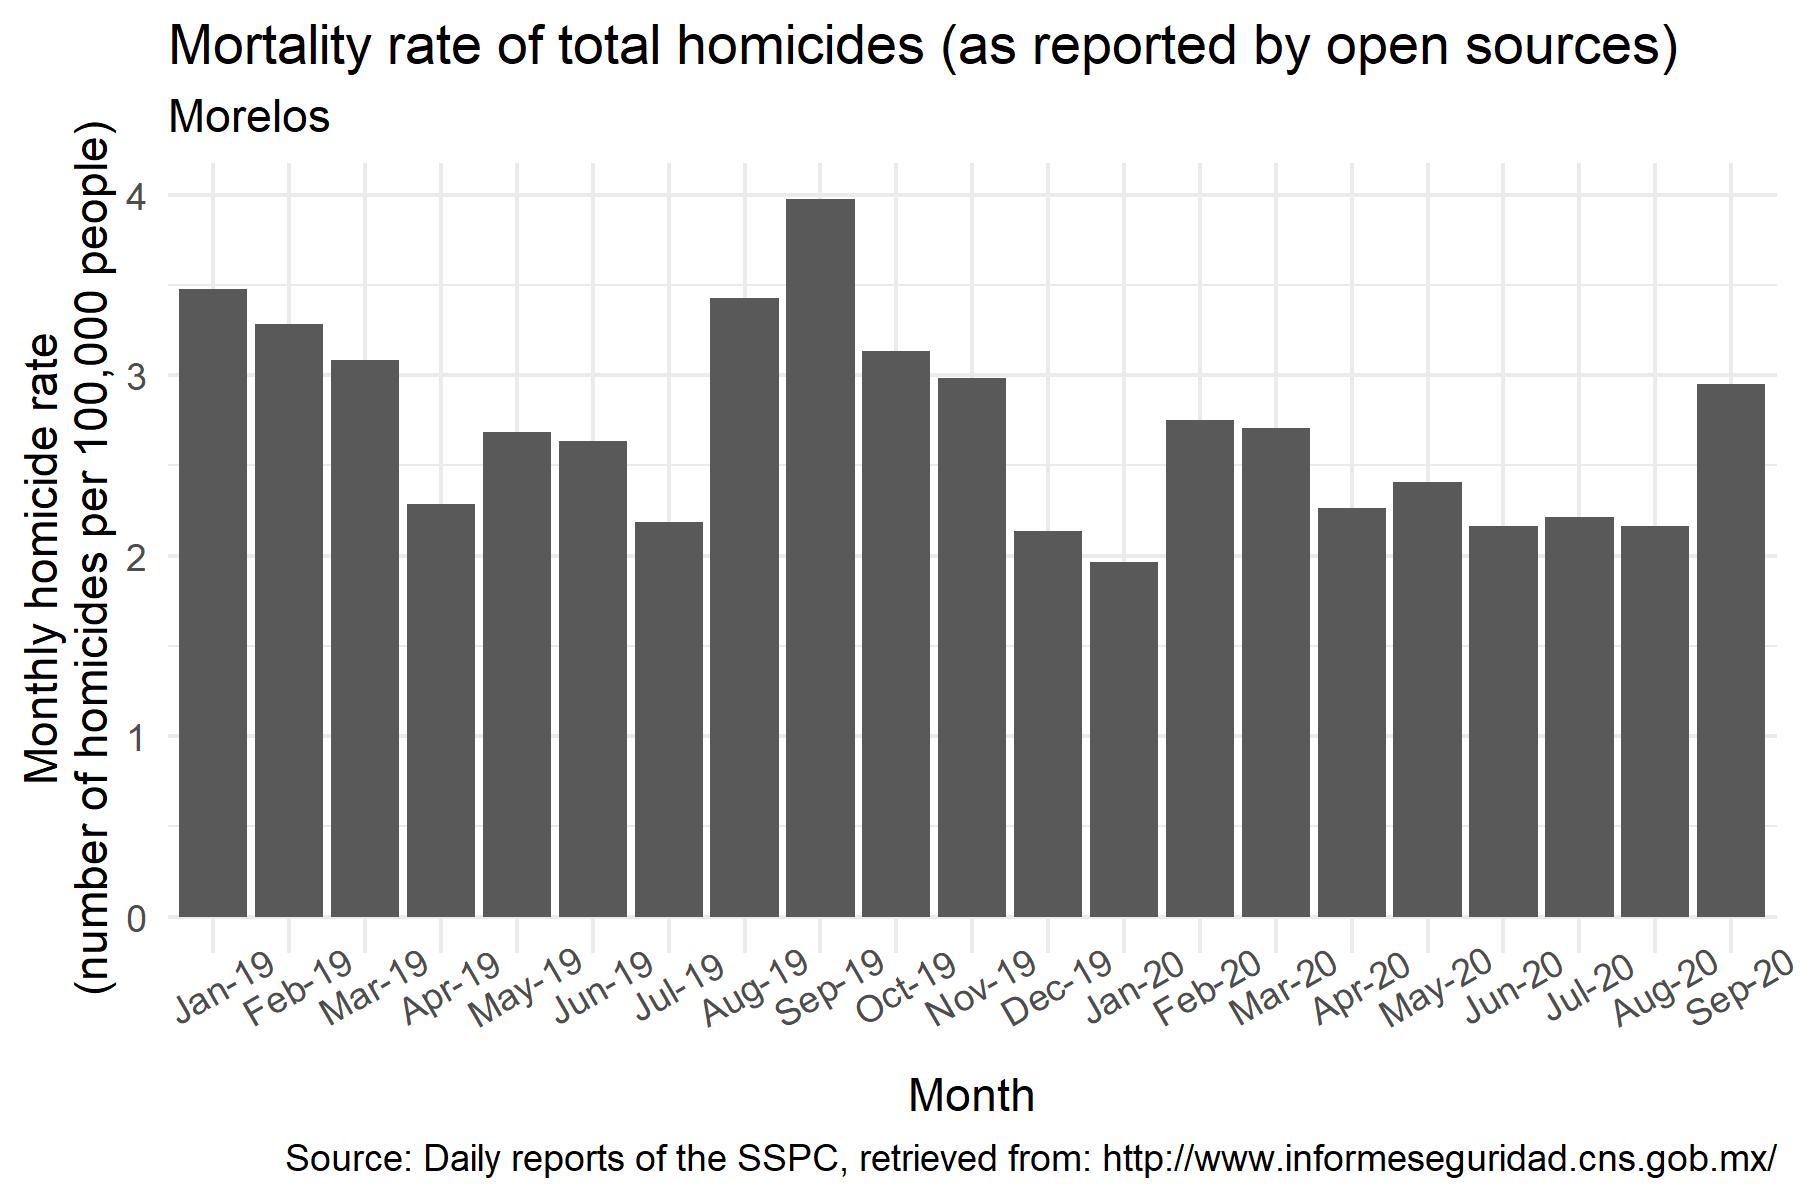 Mortality rate of total homicides (as reported by open sources)
Morelos
Monthly homicide rate
(number of homicides per 100,000 people)
4
3
2
1
0
Jan-19
Feb-19
Mar-19
Apr-19
May-19
Jun-19
Jul-19
Aug-19
Sep-19
Oct-19
Nov-19
Dec-19
Jan-20
Feb-20
Mar-20
Apr-20
May-20
Jun-20
Jul-20
Aug-20
Sep-20
Month
Source: Daily reports of the SSPC, retrieved from: http://www.informeseguridad.cns.gob.mx/